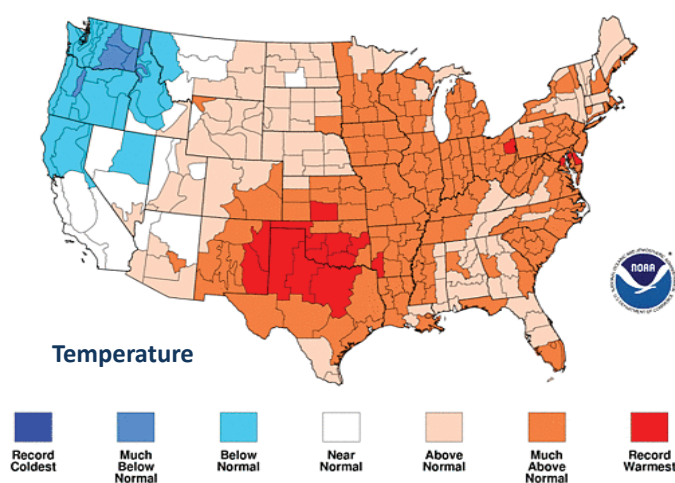 NOAA
Temperature
Record
Coldest
Much
Below
Normal
Below
Normal
Near
Normal
Above
Normal
Much
Above
Normal
Record
Warmest